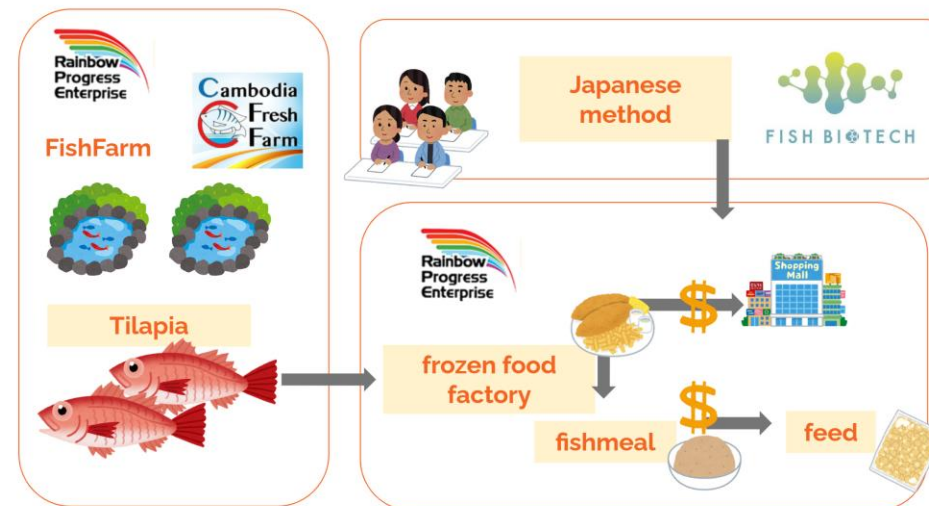 Rainbow
Progress
Enterprise
Cambodia
Fresh
Farm
FishFarm
Tilapia
Japanese
method
FISH BIOTECH
Rainbow
Progress
Enterprise
$
Shopping
Mall
frozen food
factory
$
fishmeal
feed